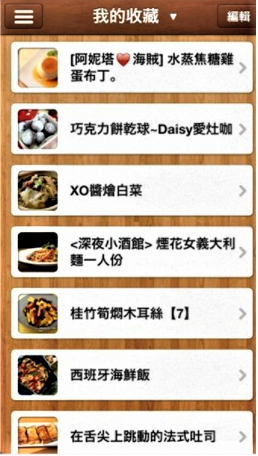 我的收藏 ▼
編輯
[阿妮塔❤海賊] 水蒸焦糖雞
蛋布丁。
巧克力餅乾球~Daisy愛灶咖
XO醬燴白菜
<深夜小酒館> 煙花女義大利
麵一人份
桂竹筍燜木耳絲【7】
西班牙海鮮飯
在舌尖上跳動的法式吐司